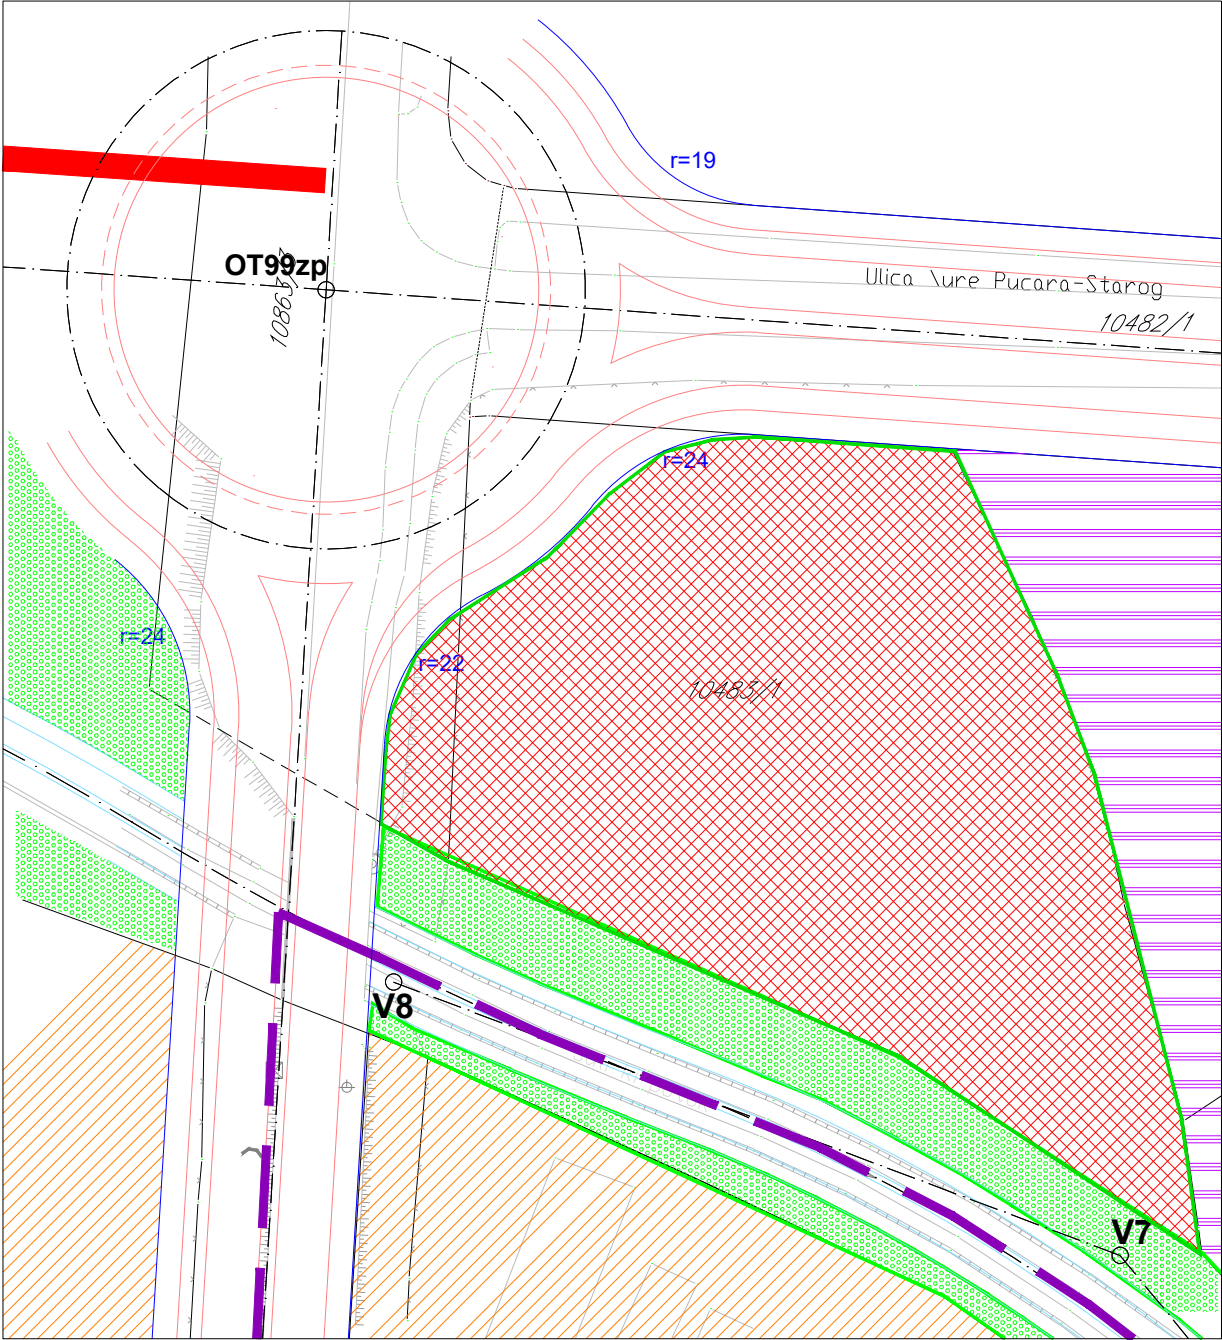 r=19
OT99zp
Ulica \ure Pucara-Starog
10482/1
r=24
r=24
r=22
10483/1
V8
V7